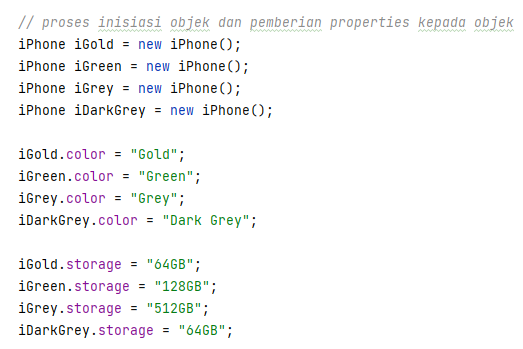 // proses inisiasi objek dan pemberian properties kepada objek
iPhone iGold = new iPhone();
iPhone iGreen = new iPhone();
iPhone iGrey = new iPhone();
iPhone iDarkGrey = new iPhone();

iGold.color = "Gold";
iGreen.color = "Green";
iGrey.color = "Grey";
iDarkGrey.color = "Dark Grey";

iGold.storage = "64GB";
iGreen.storage = "128GB";
iGrey.storage = "512GB";
iDarkGrey.storage = "64GB";